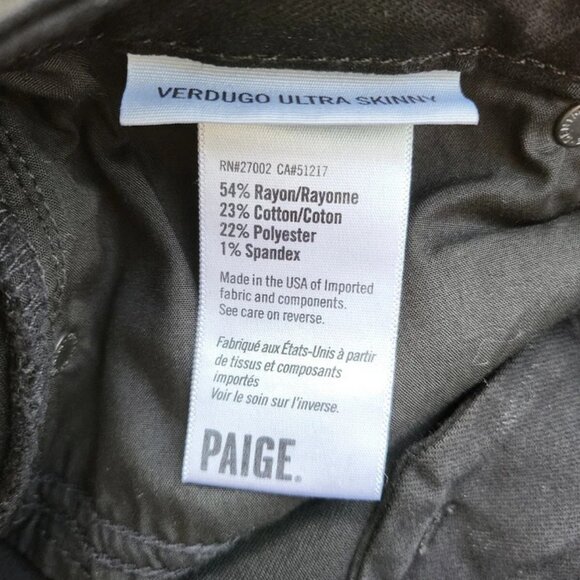 VERDUGO ULTRA SKINNY
RN#27002 CA#51217
54% Rayon/Rayonne
23% Cotton/Coton
22% Polyester
1% Spandex
Made in the USA of Imported
fabric and components.
See care on reverse.
Fabriqué aux États-Unis à partir
de tissus et composants
importés
Voir le soin sur l'inverse.
PAIGE.